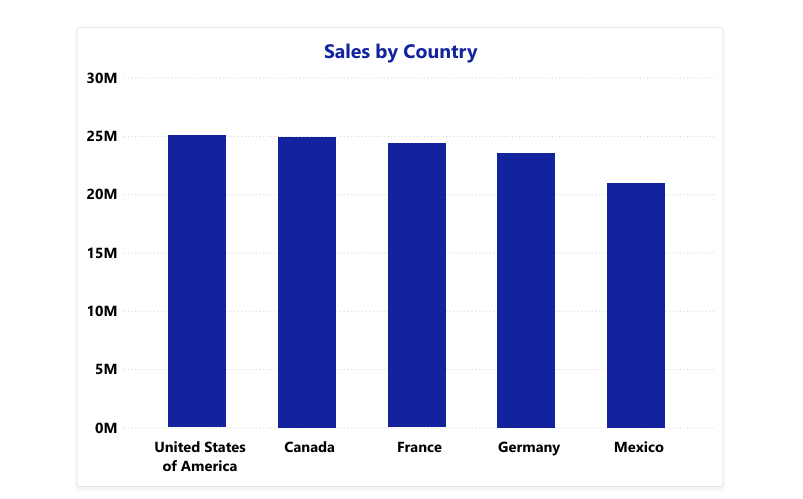 Sales by Country
30M
25M
20M
15M
10M
5M
0M
United States
of America
Canada
France
Germany
Mexico